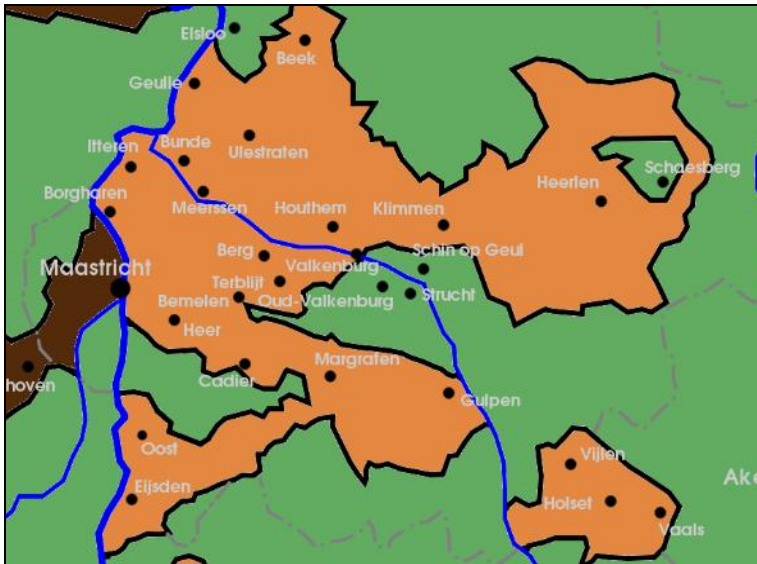 Elsloo
Beek
Geulle
Bunde
Ulestraten
Itteren
Schaesberg
Borgharen
Meerssen
Houthem
Klimmen
Heerlen
Berg
Valkenburg
Schin op Geul
Maastricht
Terblijt
Bemelen
Oud-Valkenburg
Strucht
Heer
Cadier
Margraten
hoven
Gulpen
Oost
Vijlen
Eijsden
Holset
Vaals
Ake